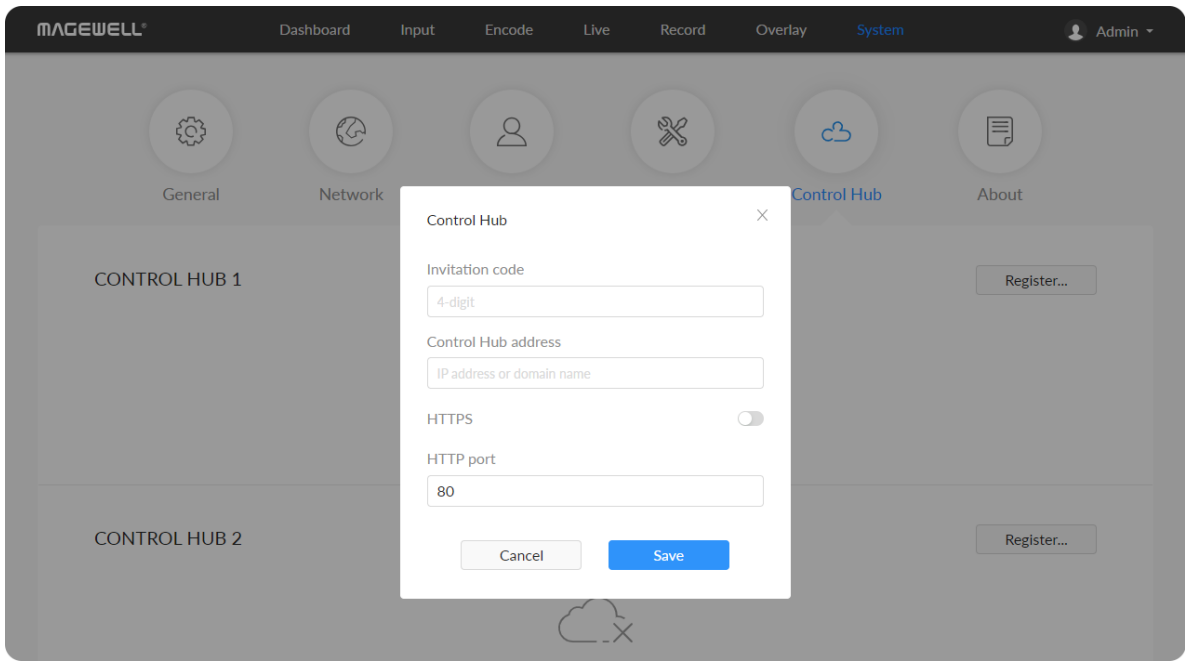 MAGEWELL®
Dashboard Input Encode Live Record Overlay System Admin
General Network Control Hub About
Control Hub
CONTROL HUB 1 Register...
Invitation code
4-digit
Control Hub address
IP address or domain name
HTTPS
HTTP port
80
CONTROL HUB 2 Register...
Cancel Save